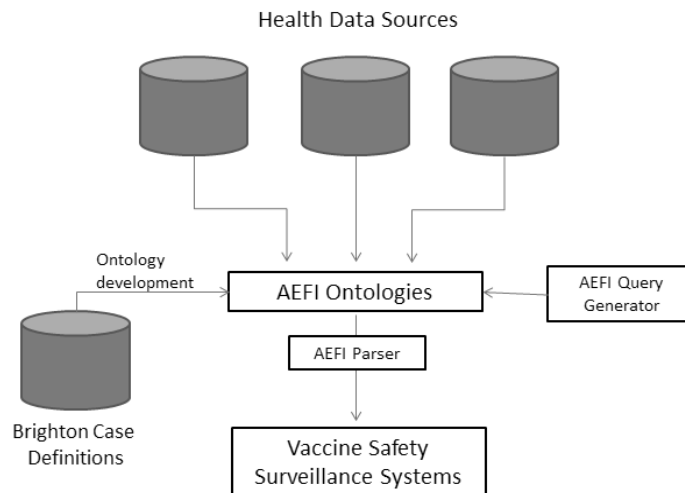 Health Data Sources
Ontology
development
AEFI Ontologies
AEFI Query
Generator
AEFI Parser
Brighton Case
Definitions
Vaccine Safety
Surveillance Systems